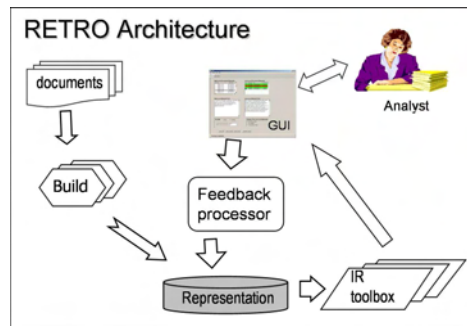 RETRO Architecture
documents
GUI
Analyst
Build
Feedback
processor
Representation
IR
toolbox